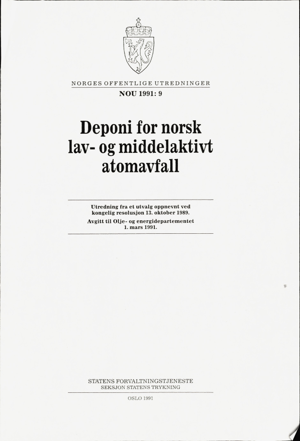 NORGES OFFENTLIGE UTREDNINGER
NOU 1991: 9
Deponi for norsk
lav- og middelaktivt
atomavfall
Utredning fra et utvalg oppnevnt ved
kongelig resolusjon 13. oktober 1989.
Avgitt til Olje- og energidepartementet
1. mars 1991.
STATENS FORVALTNINGSTJENESTE
SEKSJON STATENS TRYKNING
OSLO 1991